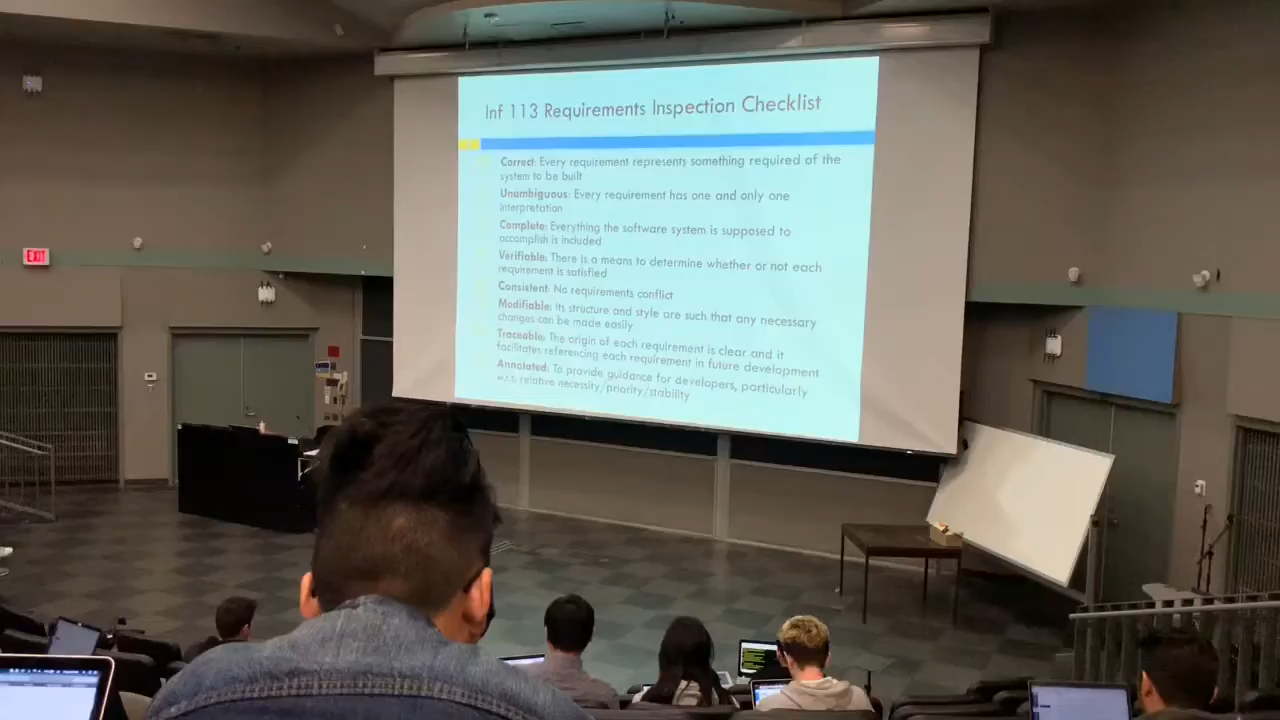 Inf 113 Requirements Inspection Checklist
Correct: Every requirement represents something required of the
system to be built
Unambiguous: Every requirement has one and only one
interpretation
Complete: Everything the software system is supposed to
accomplish is included
Verifiable: There is a means to determine whether or not each
requirement is satisfied
Consistent: No requirements conflict
Modifiable: Its structure and style are such that any necessary
changes can be made easily
Traceable: The origin of each requirement is clear and it
facilitates referencing each requirement in future development
Annotated: To provide guidance for developers, particularly
w.r.t. relative necessity/priority/stability
EXIT